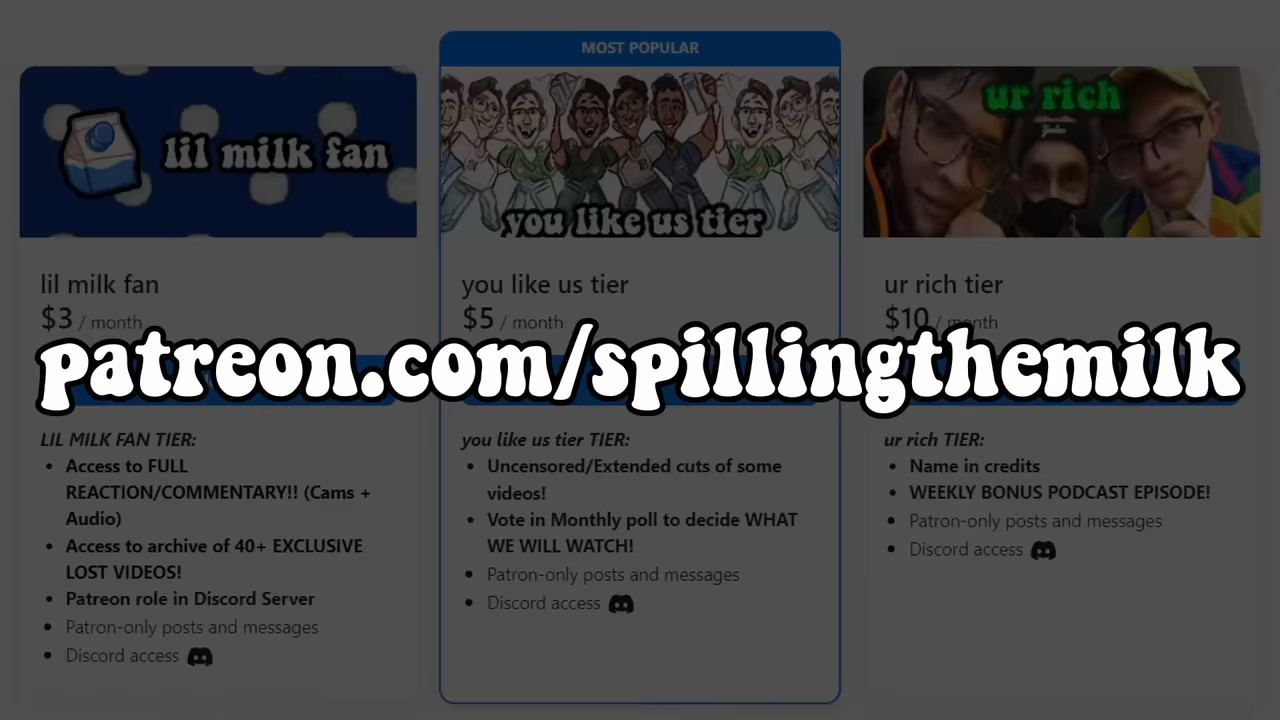 MOST POPULAR
lil milk fan
you like us tier
ur rich
lil milk fan
$3 / month
you like us tier
$5 / month
ur rich tier
$10 / month
patreon.com/spillingthemilk
LIL MILK FAN TIER:
• Access to FULL
REACTION/COMMENTARY!! (Cams +
Audio)
• Access to archive of 40+ EXCLUSIVE
LOST VIDEOS!
• Patreon role in Discord Server
• Patron-only posts and messages
• Discord access
you like us tier TIER:
• Uncensored/Extended cuts of some
videos!
• Vote in Monthly poll to decide WHAT
WE WILL WATCH!
• Patron-only posts and messages
• Discord access
ur rich TIER:
• Name in credits
• WEEKLY BONUS PODCAST EPISODE!
• Patron-only posts and messages
• Discord access